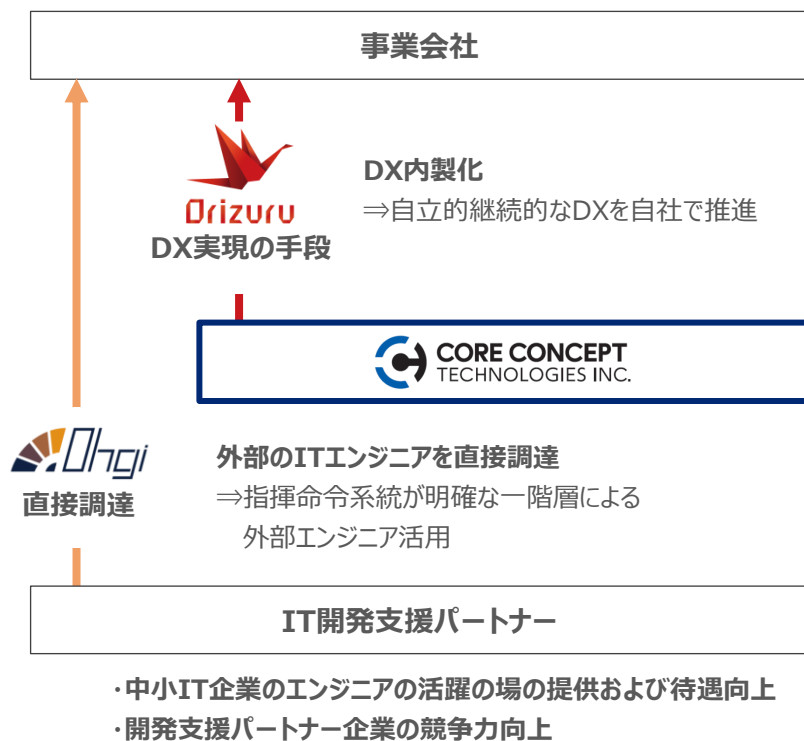 事業会社
Orizuru
DX実現の手段
DX内製化
⇒自立的継続的なDXを自社で推進
CORE CONCEPT
TECHNOLOGIES INC.
Ohgi
直接調達
外部のITエンジニアを直接調達
⇒指揮命令系統が明確な一階層による
外部エンジニア活用
IT開発支援パートナー
・中小IT企業のエンジニアの活躍の場の提供および待遇向上
・開発支援パートナー企業の競争力向上